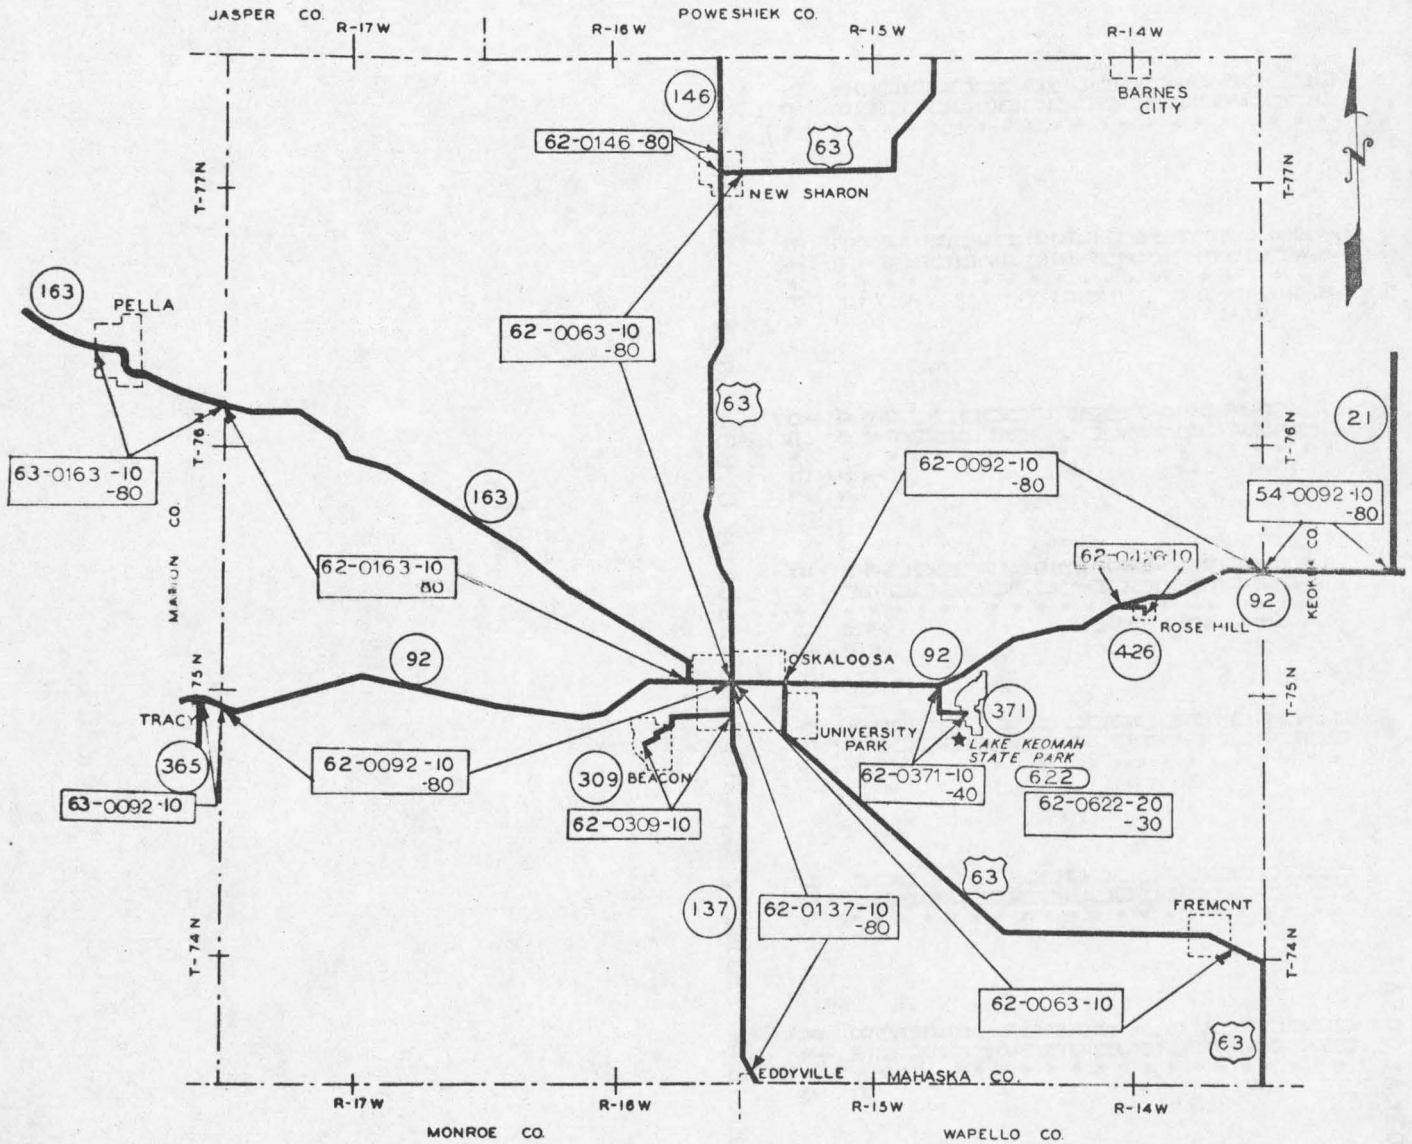 JASPER CO.
POWESHIEK CO.
R-17W
R-16W
R-15W
R-14W
146
BARNES
CITY
62-0146-80
63
T-77N
T-77N
NEW SHARON
163
PELLA
62-0063-10
-80
63
21
T-76N
T-76N
62-0092-10
-80
63-0163-10
-80
163
54-0092-10
-80
MARION CO.
62-0163-10
80
62-0426-10
KEOKUK CO.
92
ROSE HILL
426
92
OSKALOOSA
92
75N
T-75N
371
TRACY
UNIVERSITY
PARK
LAKE KEOMAH
STATE PARK
365
62-0092-10
-80
309
BEACON
62-0371-10
-40
622
63-0092-10
62-0309-10
62-0622-20
-30
63
137
62-0137-10
-80
FREMONT
T-74N
T-74N
62-0063-10
63
EDDYVILLE
MAHASKA CO.
R-17W
R-16W
R-15W
R-14W
MONROE CO.
WAPELLO CO.